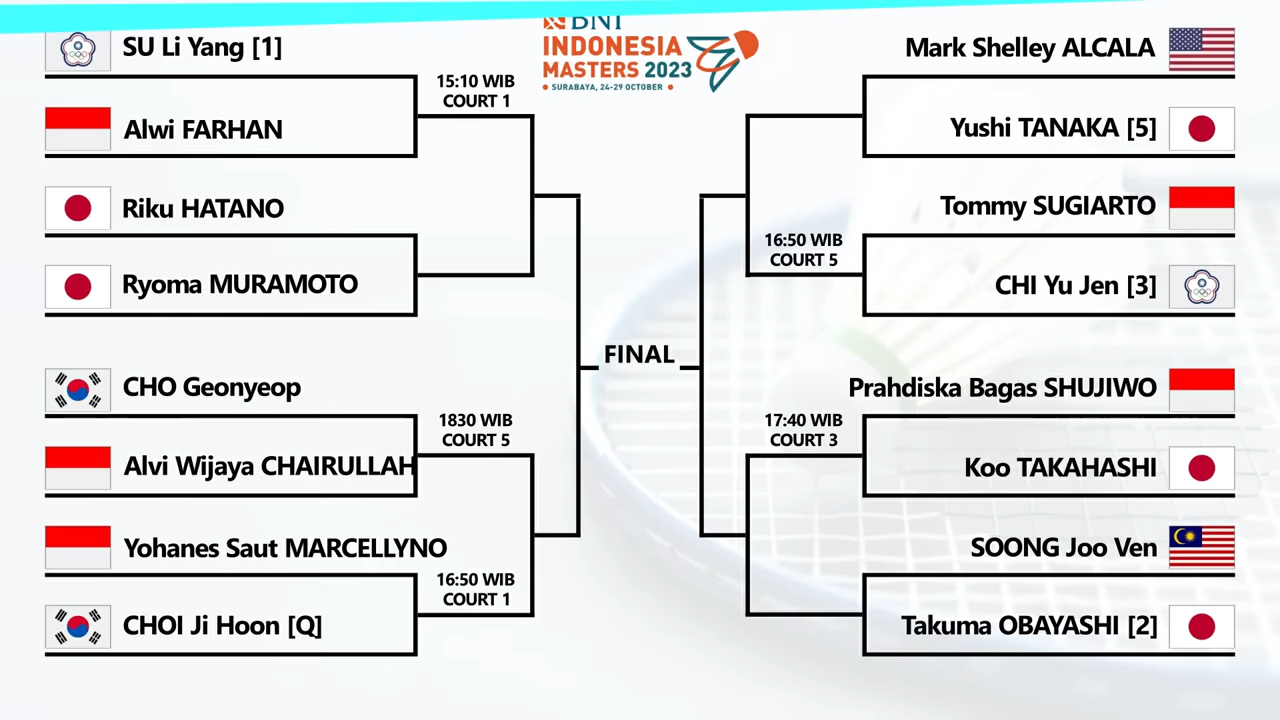 BNI
INDONESIA
MASTERS 2023
SURABAYA, 24-29 OCTOBER
SU Li Yang [1]
15:10 WIB
COURT 1
Alwi FARHAN
Riku HATANO
Ryoma MURAMOTO
CHO Geonyeop
1830 WIB
COURT 5
Alvi Wijaya CHAIRULLAH
Yohanes Saut MARCELLYNO
16:50 WIB
COURT 1
CHOI Ji Hoon [Q]
FINAL
Mark Shelley ALCALA
Yushi TANAKA [5]
Tommy SUGIARTO
16:50 WIB
COURT 5
CHI Yu Jen [3]
Prahdiska Bagas SHUJIWO
17:40 WIB
COURT 3
Koo TAKAHASHI
SOONG Joo Ven
Takuma OBAYASHI [2]